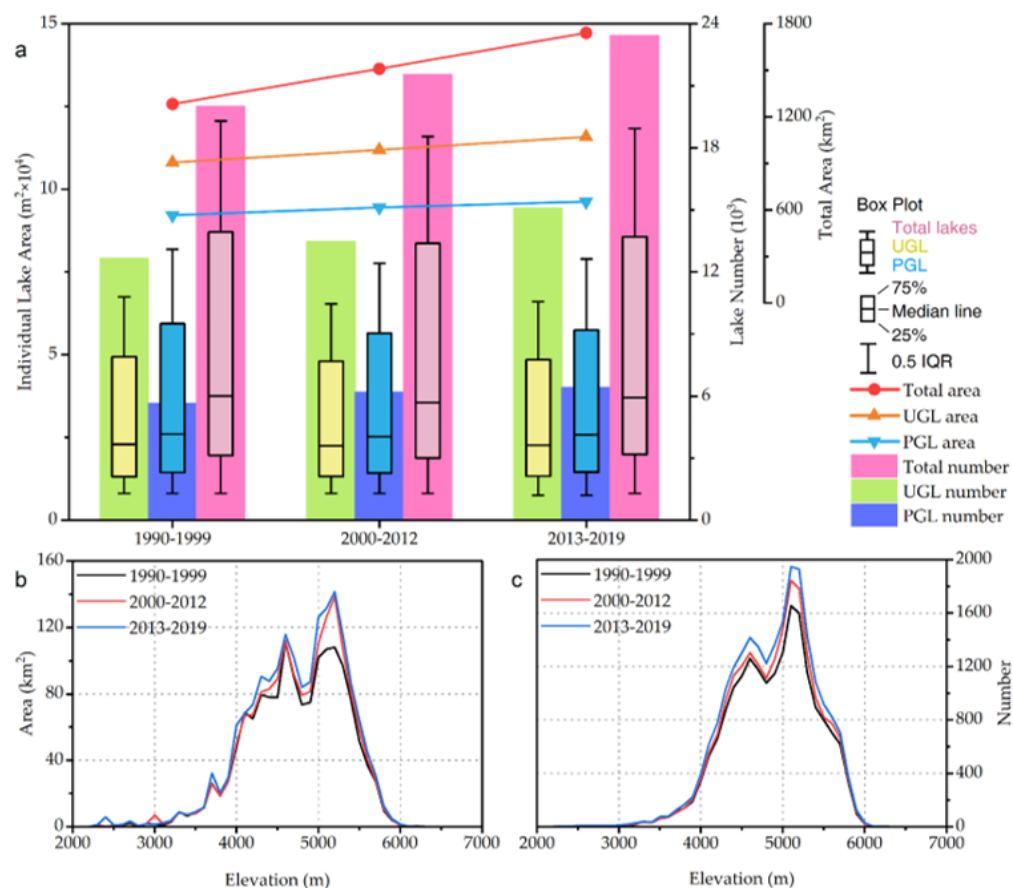 a
15
10
5
0
Individual Lake Area (m²×10⁴)
1990-1999
2000-2012
2013-2019
24
18
12
6
0
Lake Number (10³)
1800
1200
600
0
Total Area (km²)
Box Plot
Total lakes
UGL
PGL
75%
Median line
25%
0.5 IQR
Total area
UGL area
PGL area
Total number
UGL number
PGL number
b
1990-1999
2000-2012
2013-2019
160
120
80
40
0
Area (km²)
2000 3000 4000 5000 6000 7000
Elevation (m)
c
1990-1999
2000-2012
2013-2019
2000
1600
1200
800
400
0
Number
2000 3000 4000 5000 6000 7000
Elevation (m)